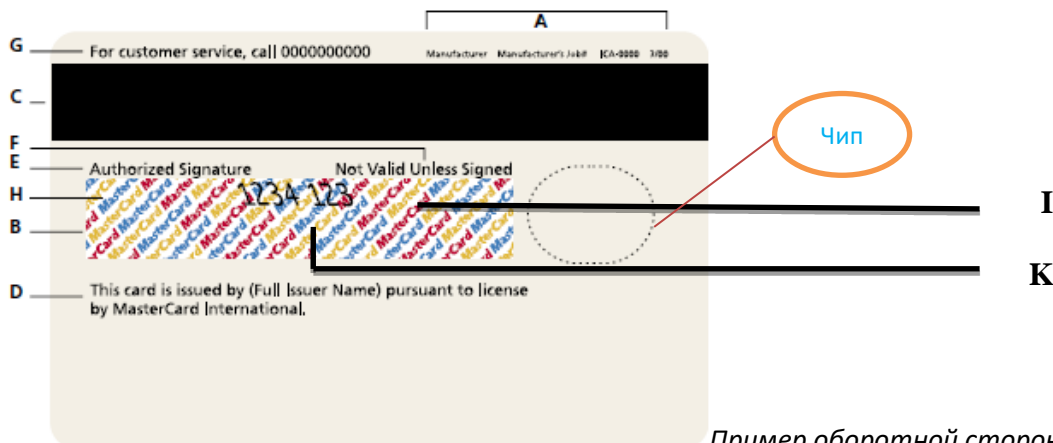 A
G
For customer service, call 0000000000
Manufacturer Manufacturer's Job# ICA-0000 3/00
C
Чип
F
E
Authorized Signature
Not Valid Unless Signed
H
1234 123
I
B
K
D
This card is issued by (Full Issuer Name) pursuant to license
by MasterCard International.
Пример оборотной